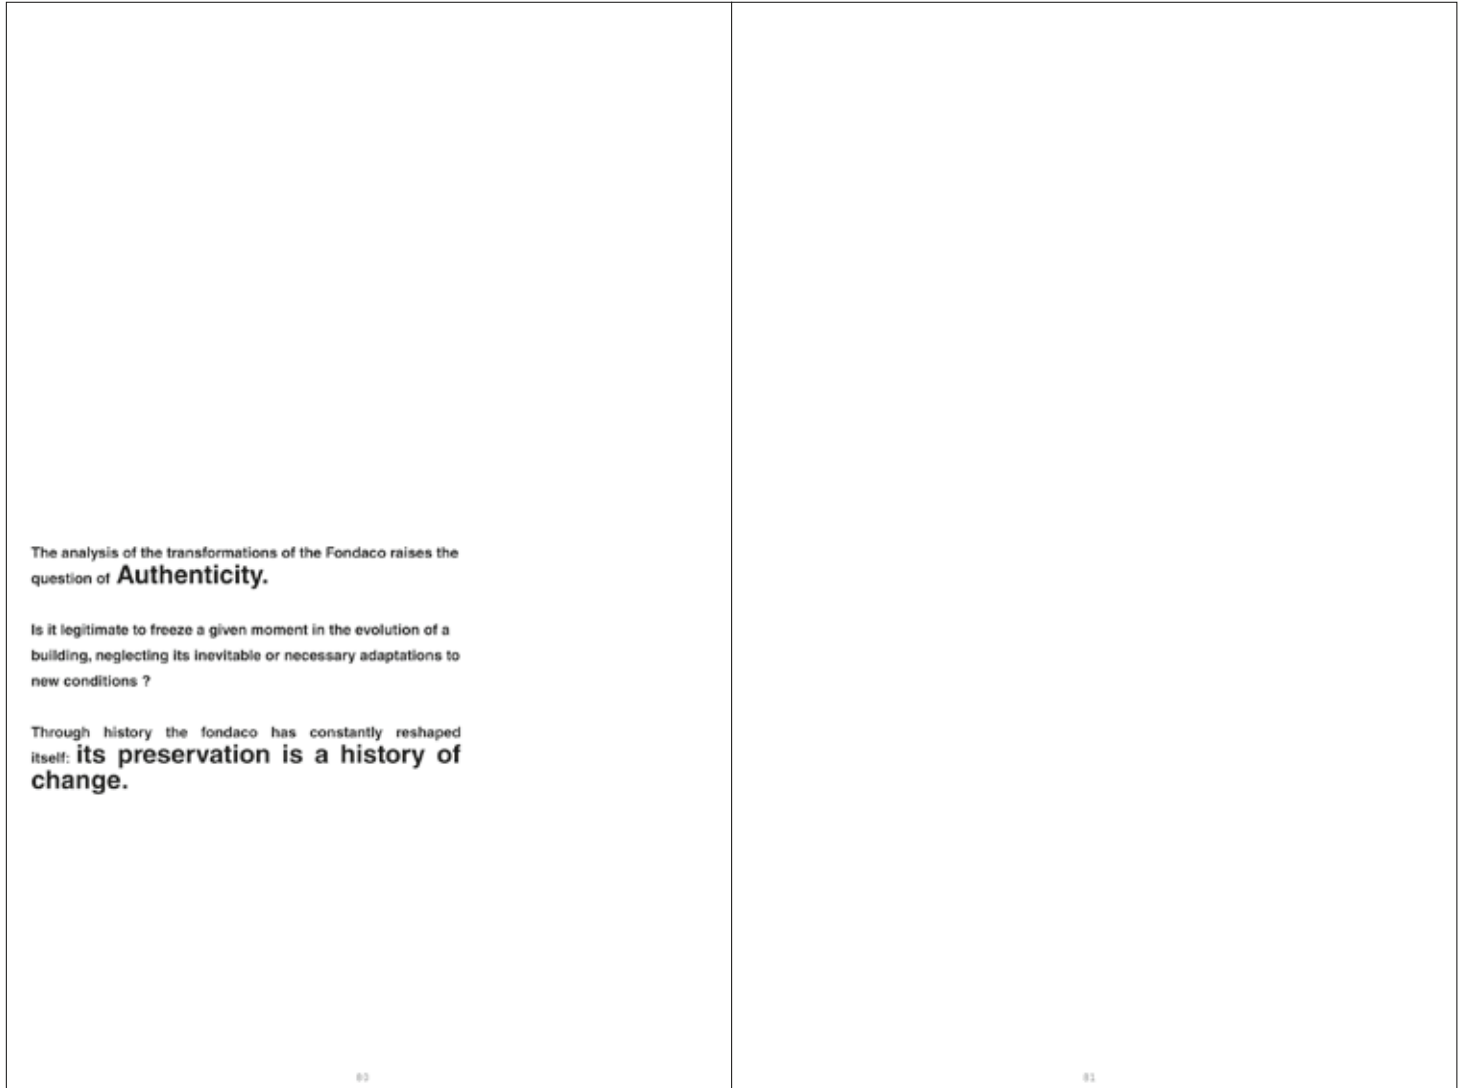 The analysis of the transformations of the Fondaco raises the
question of Authenticity.
Is it legitimate to freeze a given moment in the evolution of a
building, neglecting its inevitable or necessary adaptations to
new conditions ?
Through history the fondaco has constantly reshaped
itself: its preservation is a history of
change.
81